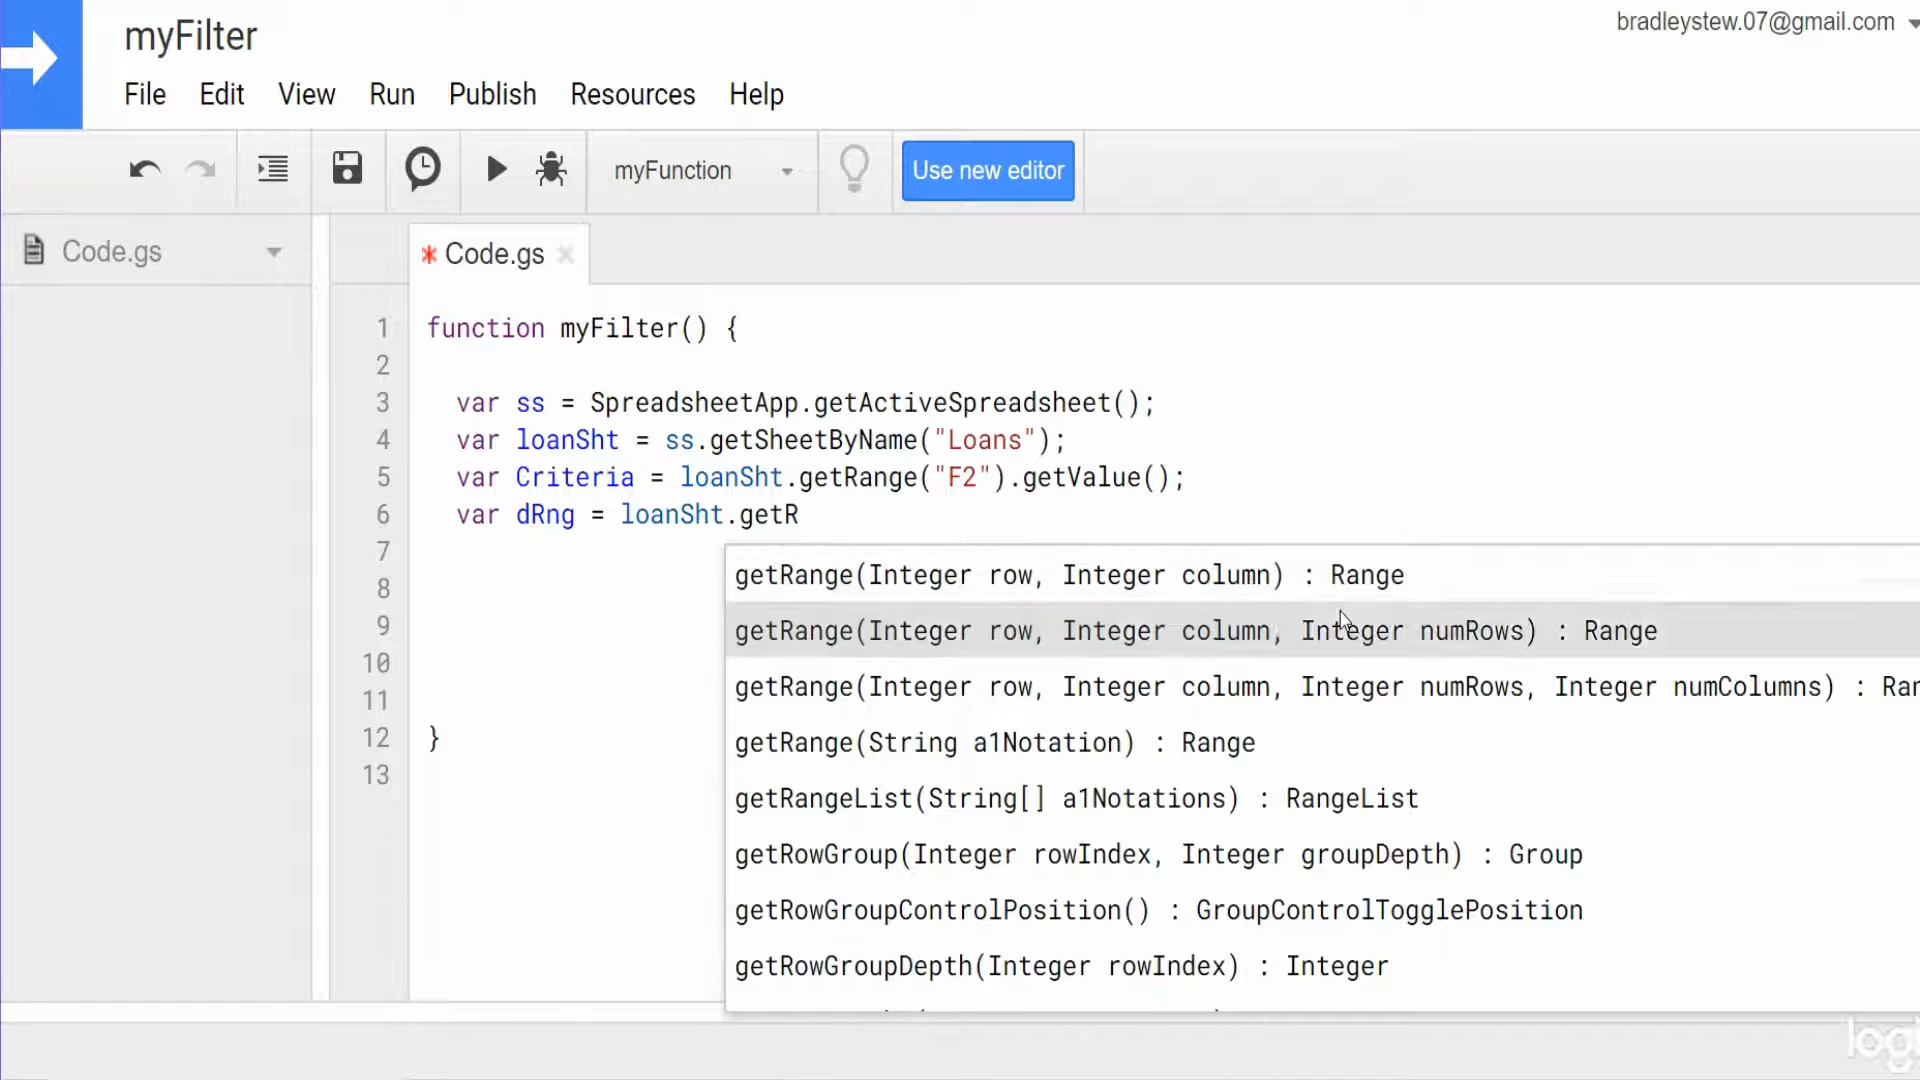 myFilter
bradleystew.07@gmail.com
File Edit View Run Publish Resources Help
myFunction
Use new editor
Code.gs
* Code.gs ×
1 function myFilter() {
2
3 var ss = SpreadsheetApp.getActiveSpreadsheet();
4 var loanSht = ss.getSheetByName("Loans");
5 var Criteria = loanSht.getRange("F2").getValue();
6 var dRng = loanSht.getR
7
8
9
10
11
12 }
13
getRange(Integer row, Integer column) : Range
getRange(Integer row, Integer column, Integer numRows) : Range
getRange(Integer row, Integer column, Integer numRows, Integer numColumns) : Ran
getRange(String a1Notation) : Range
getRangeList(String[] a1Notations) : RangeList
getRowGroup(Integer rowIndex, Integer groupDepth) : Group
getRowGroupControlPosition() : GroupControlTogglePosition
getRowGroupDepth(Integer rowIndex) : Integer